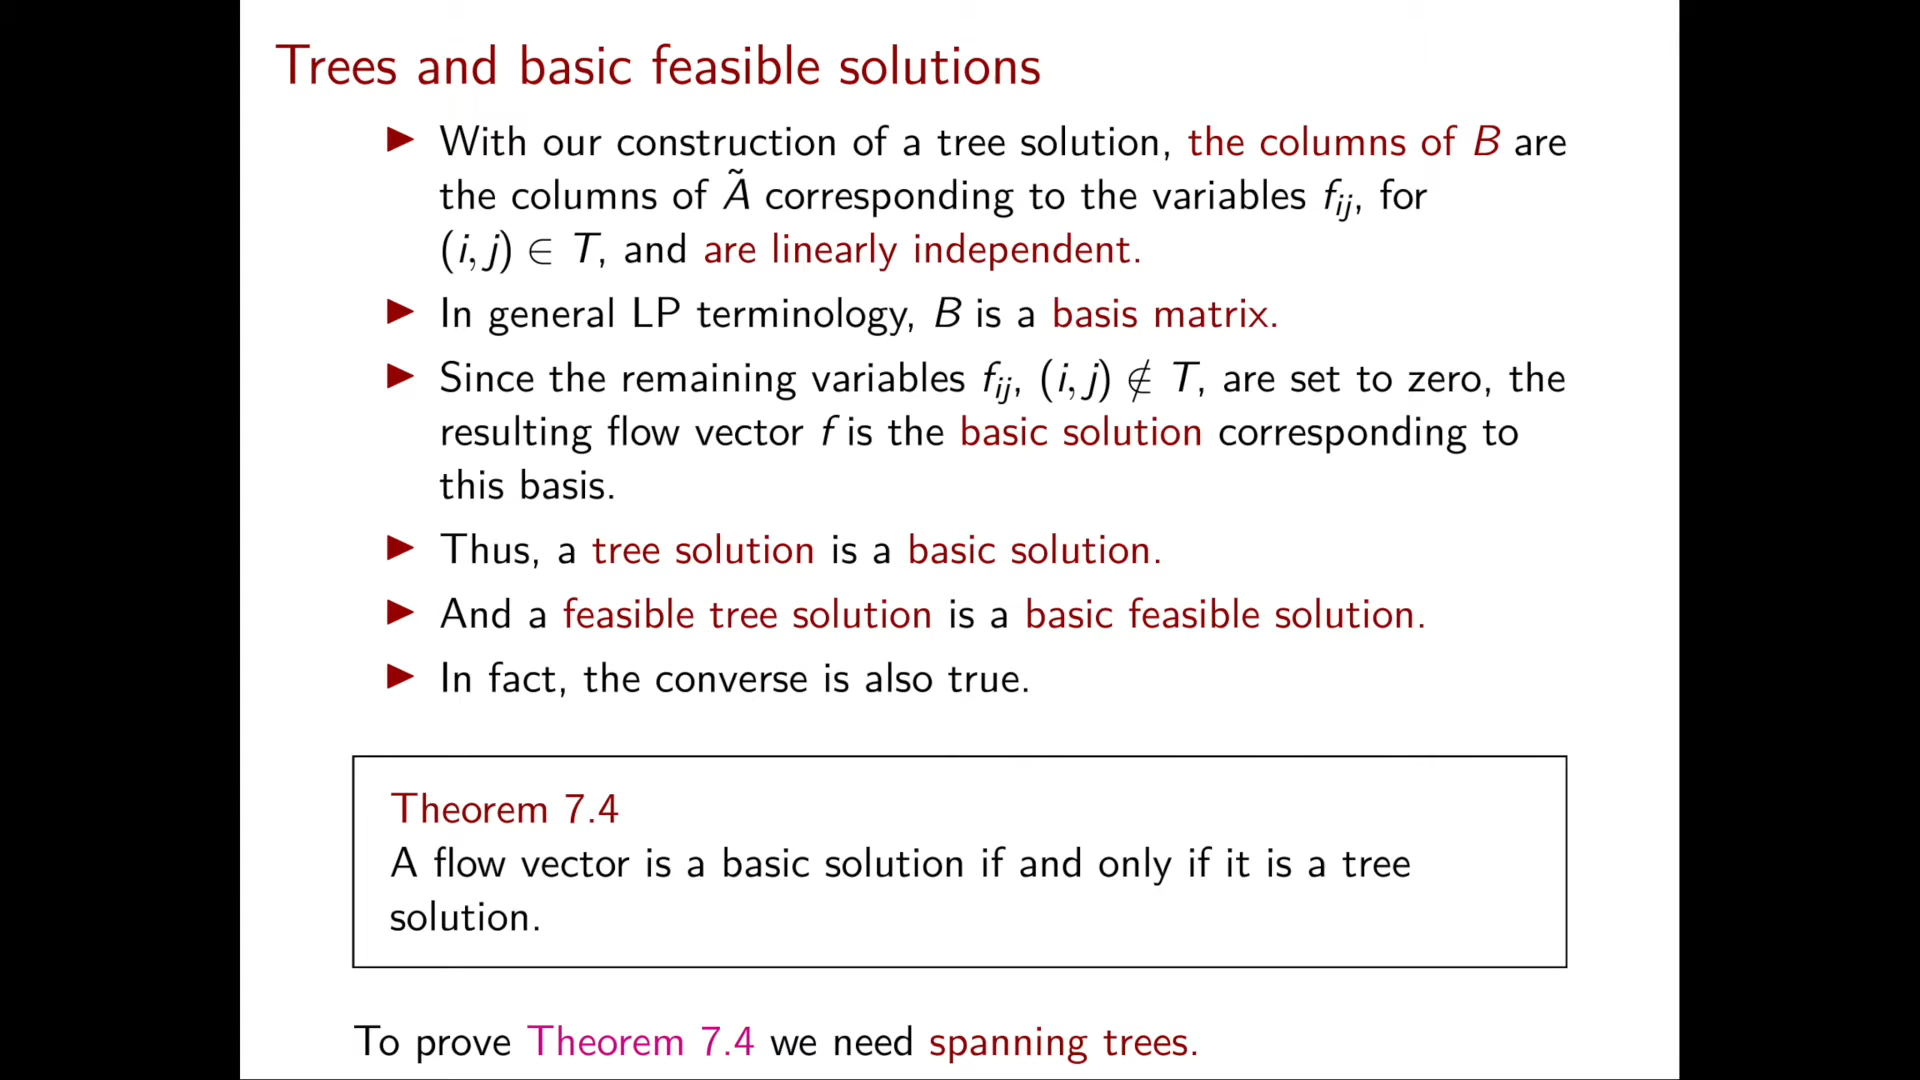 Trees and basic feasible solutions
▶ With our construction of a tree solution, the columns of B are
the columns of Ã corresponding to the variables f_ij, for
(i, j) ∈ T, and are linearly independent.
▶ In general LP terminology, B is a basis matrix.
▶ Since the remaining variables f_ij, (i, j) ∉ T, are set to zero, the
resulting flow vector f is the basic solution corresponding to
this basis.
▶ Thus, a tree solution is a basic solution.
▶ And a feasible tree solution is a basic feasible solution.
▶ In fact, the converse is also true.
Theorem 7.4
A flow vector is a basic solution if and only if it is a tree
solution.
To prove Theorem 7.4 we need spanning trees.